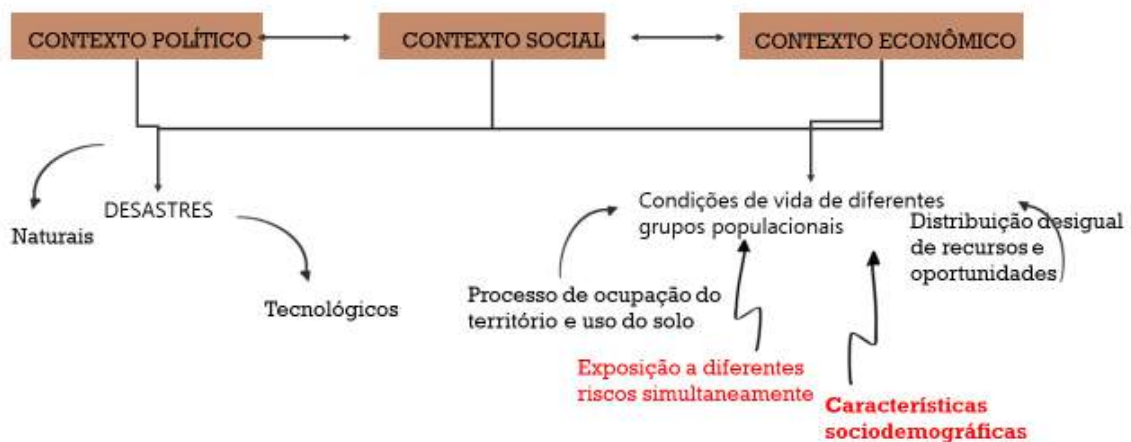 CONTEXTO POLÍTICO
CONTEXTO SOCIAL
CONTEXTO ECONÔMICO
DESASTRES
Naturais
Tecnológicos
Condições de vida de diferentes
grupos populacionais
Distribuição desigual
de recursos e
oportunidades
Processo de ocupação do
território e uso do solo
Exposição a diferentes
riscos simultaneamente
Características
sociodemográficas